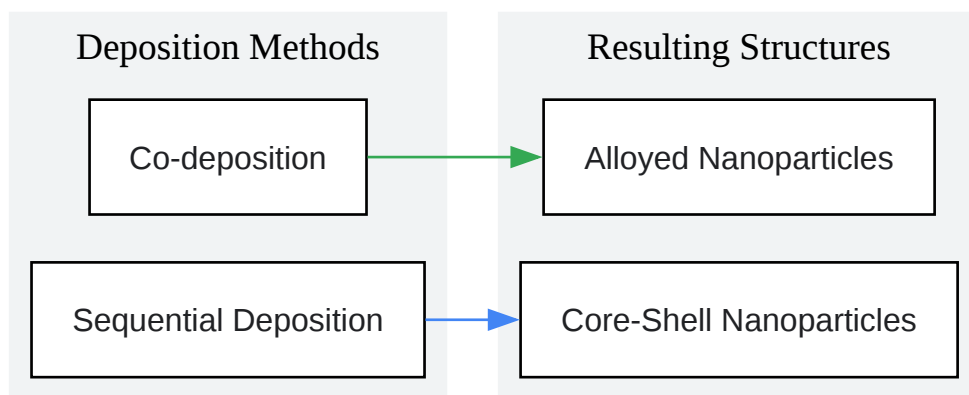 Deposition Methods
Co-deposition
Sequential Deposition
Resulting Structures
Alloyed Nanoparticles
Core-Shell Nanoparticles